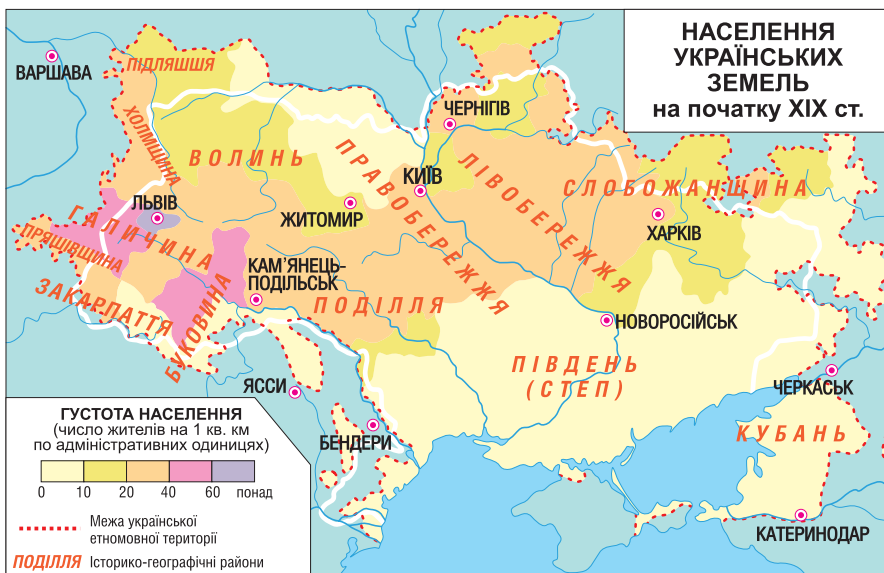 НАСЕЛЕННЯ
УКРАЇНСЬКИХ
ЗЕМЕЛЬ
на початку XIX ст.
ВАРШАВА
ПІДЛЯШШЯ
ХОЛМЩИНА
ВОЛИНЬ
ЧЕРНІГІВ
ПРАВОБЕРЕЖЖЯ
КИЇВ
ЛІВОБЕРЕЖЖЯ
СЛОБОЖАНЩИНА
ЛЬВІВ
ЖИТОМИР
ХАРКІВ
ГАЛИЧИНА
ПРЯШІВЩИНА
КАМ’ЯНЕЦЬ-
ПОДІЛЬСЬК
ЗАКАРПАТТЯ
БУКОВИНА
ПОДІЛЛЯ
НОВОРОСІЙСЬК
ПІВДЕНЬ
(СТЕП)
ЯССИ
ЧЕРКАСЬК
БЕНДЕРИ
КУБАНЬ
КАТЕРИНОДАР
ГУСТОТА НАСЕЛЕННЯ
(число жителів на 1 кв. км
по адміністративних одиницях)
0 10 20 40 60 понад
Межа української
етномовної території
ПОДІЛЛЯ Історико-географічні райони